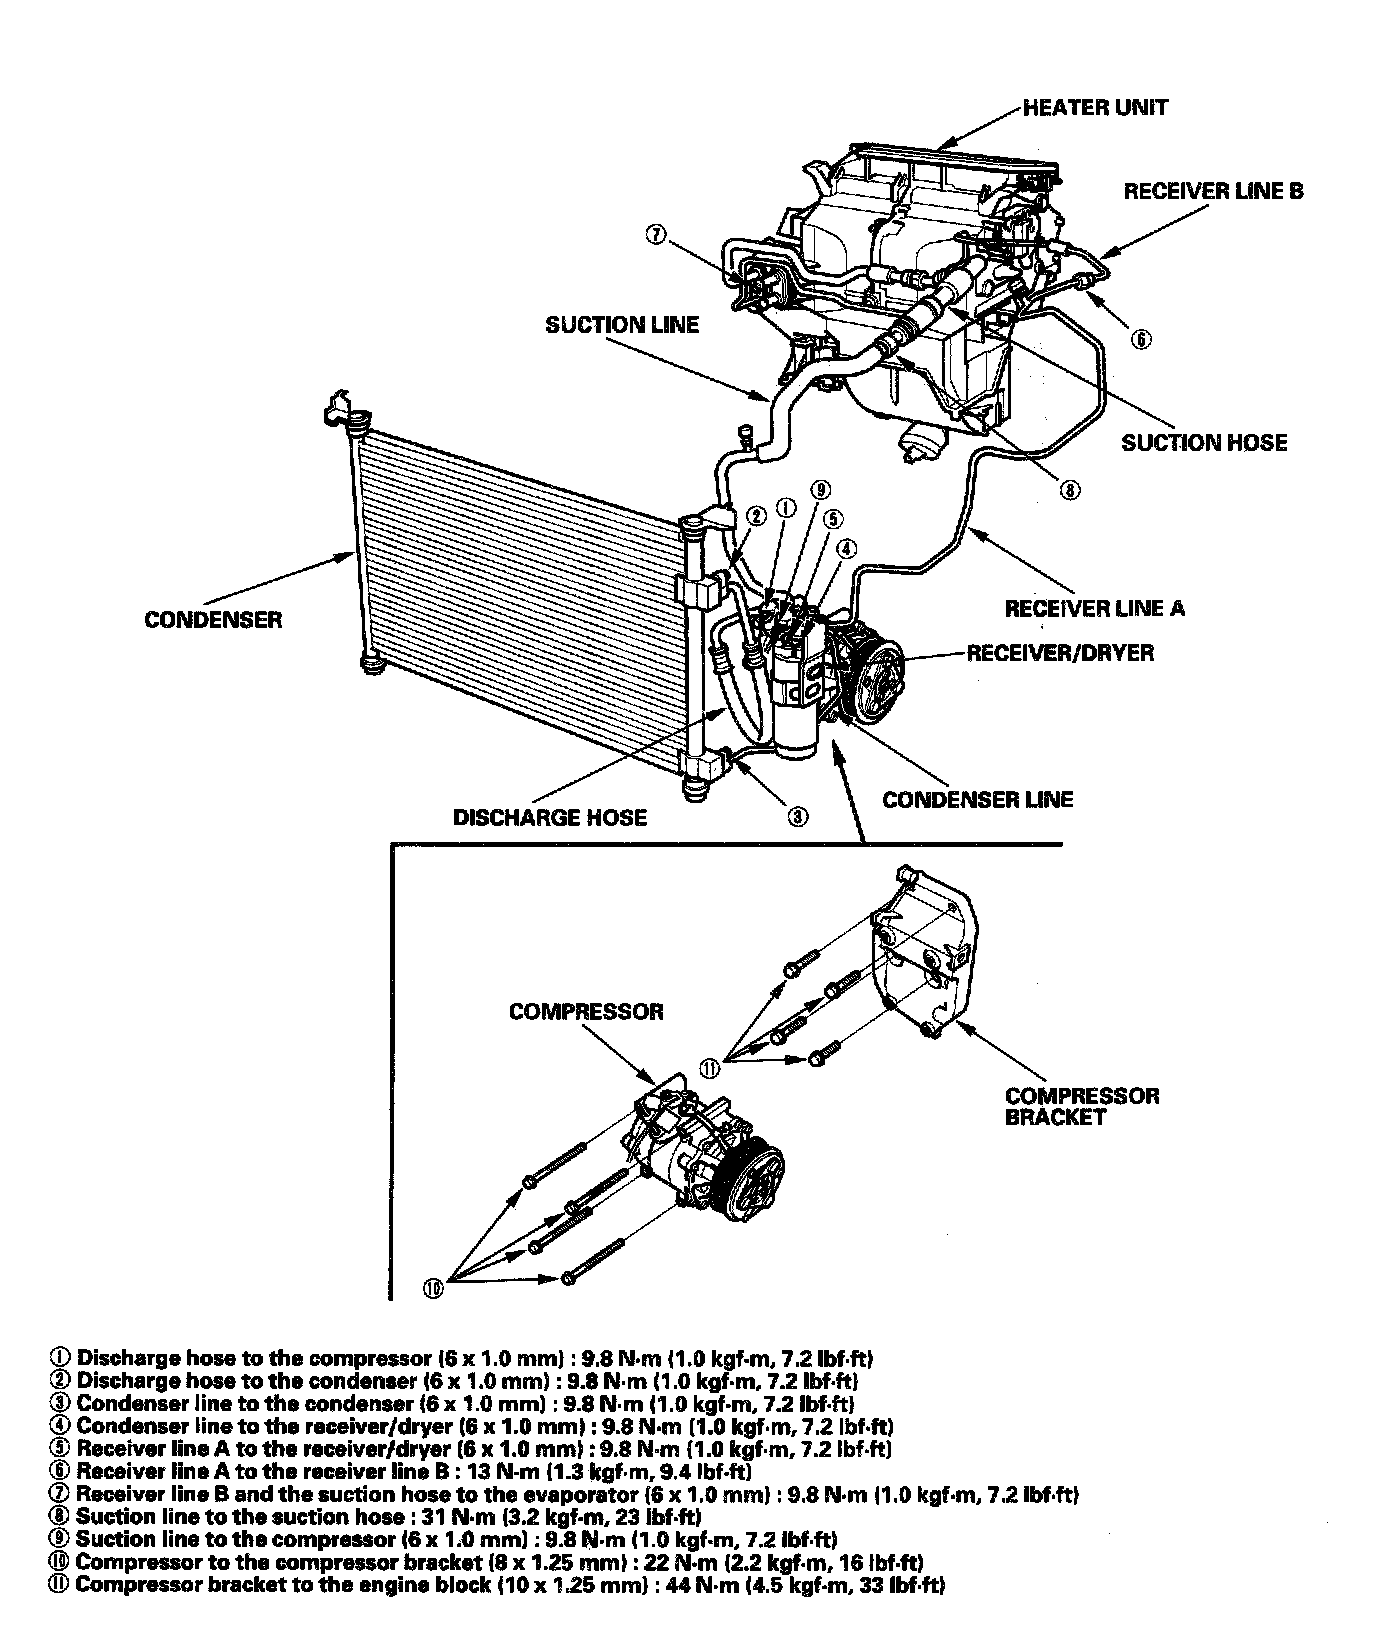 HEATER UNIT
RECEIVER LINE B
⑦
SUCTION LINE
⑥
SUCTION HOSE
⑧
⑨
② ①
⑤
④
CONDENSER
RECEIVER LINE A
RECEIVER/DRYER
CONDENSER LINE
DISCHARGE HOSE
③
COMPRESSOR
⑪
COMPRESSOR
BRACKET
⑩
① Discharge hose to the compressor (6 x 1.0 mm) : 9.8 N·m (1.0 kgf-m, 7.2 lbf·ft)
② Discharge hose to the condenser (6 x 1.0 mm) : 9.8 N·m (1.0 kgf·m, 7.2 lbf·ft)
③ Condenser line to the condenser (6 x 1.0 mm) : 9.8 N·m (1.0 kgf·m, 7.2 lbf·ft)
④ Condenser line to the receiver/dryer (6 x 1.0 mm) : 9.8 N·m (1.0 kgf·m, 7.2 lbf·ft)
⑤ Receiver line A to the receiver/dryer (6 x 1.0 mm) : 9.8 N·m (1.0 kgf·m, 7.2 lbf·ft)
⑥ Receiver line A to the receiver line B : 13 N-m (1.3 kgf·m, 9.4 lbf·ft)
⑦ Receiver line B and the suction hose to the evaporator (6 x 1.0 mm) : 9.8 N·m (1.0 kgf·m, 7.2 lbf·ft)
⑧ Suction line to the suction hose : 31 N·m (3.2 kgf-m, 23 lbf·ft)
⑨ Suction line to the compressor (6 x 1.0 mm) : 9.8 N·m (1.0 kgf·m, 7.2 lbf·ft)
⑩ Compressor to the compressor bracket (8 x 1.25 mm) : 22 N·m (2.2 kgf·m, 16 lbf·ft)
⑪ Compressor bracket to the engine block (10 x 1.25 mm) : 44 N·m (4.5 kgf·m, 33 lbf·ft)